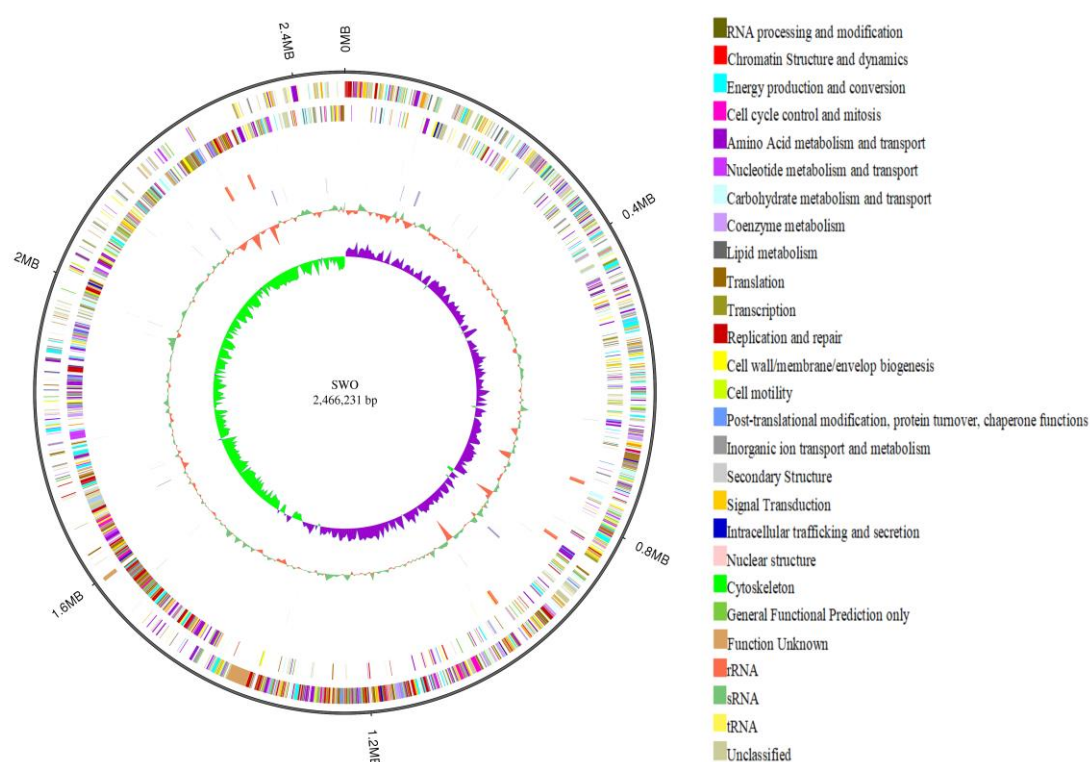 0MB
0.4MB
0.8MB
1.2MB
1.6MB
2MB
2.4MB
SWO
2,466,231 bp
RNA processing and modification
Chromatin Structure and dynamics
Energy production and conversion
Cell cycle control and mitosis
Amino Acid metabolism and transport
Nucleotide metabolism and transport
Carbohydrate metabolism and transport
Coenzyme metabolism
Lipid metabolism
Translation
Transcription
Replication and repair
Cell wall/membrane/envelop biogenesis
Cell motility
Post-translational modification, protein turnover, chaperone functions
Inorganic ion transport and metabolism
Secondary Structure
Signal Transduction
Intracellular trafficking and secretion
Nuclear structure
Cytoskeleton
General Functional Prediction only
Function Unknown
rRNA
sRNA
tRNA
Unclassified